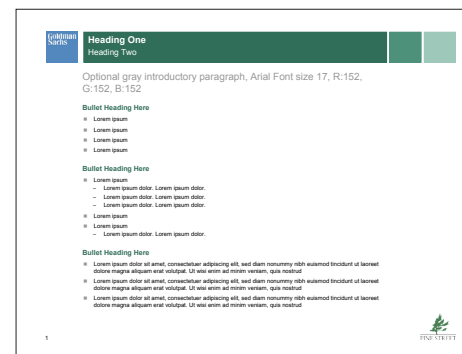 Goldman
Sachs
Heading One
Heading Two
Optional gray introductory paragraph, Arial Font size 17, R:152,
G:152, B:152
Bullet Heading Here
Lorem ipsum
Lorem ipsum
Lorem ipsum
Lorem ipsum
Bullet Heading Here
Lorem ipsum
– Lorem ipsum dolor. Lorem ipsum dolor.
– Lorem ipsum dolor. Lorem ipsum dolor.
– Lorem ipsum dolor. Lorem ipsum dolor.
Lorem ipsum
Lorem ipsum
– Lorem ipsum dolor. Lorem ipsum dolor.
Bullet Heading Here
Lorem ipsum dolor sit amet, consectetuer adipiscing elit, sed diam nonummy nibh euismod tincidunt ut laoreet
dolore magna aliquam erat volutpat. Ut wisi enim ad minim veniam, quis nostrud
Lorem ipsum dolor sit amet, consectetuer adipiscing elit, sed diam nonummy nibh euismod tincidunt ut laoreet
dolore magna aliquam erat volutpat. Ut wisi enim ad minim veniam, quis nostrud
Lorem ipsum dolor sit amet, consectetuer adipiscing elit, sed diam nonummy nibh euismod tincidunt ut laoreet
dolore magna aliquam erat volutpat. Ut wisi enim ad minim veniam, quis nostrud
1
PINE STREET